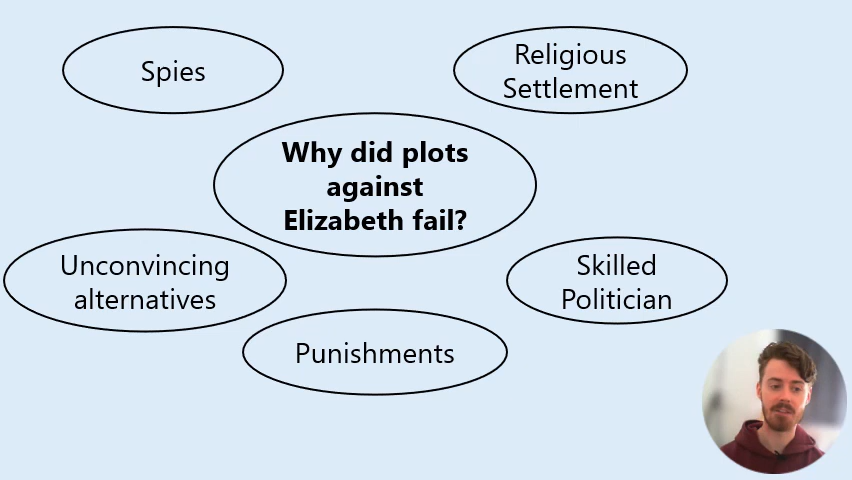 Spies
Religious
Settlement
Why did plots
against
Elizabeth fail?
Unconvincing
alternatives
Skilled
Politician
Punishments